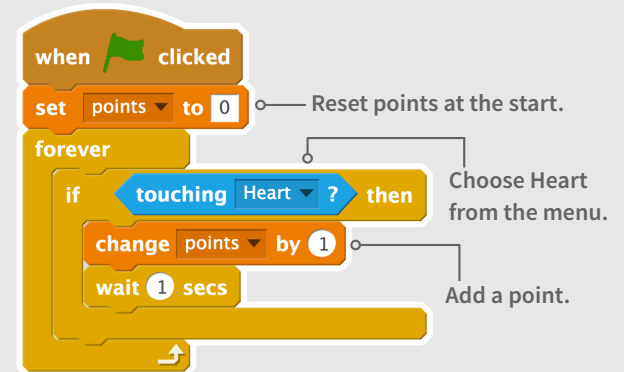 when clicked
set points to 0
Reset points at the start.
forever
if touching Heart ? then
Choose Heart
from the menu.
change points by 1
wait 1 secs
Add a point.